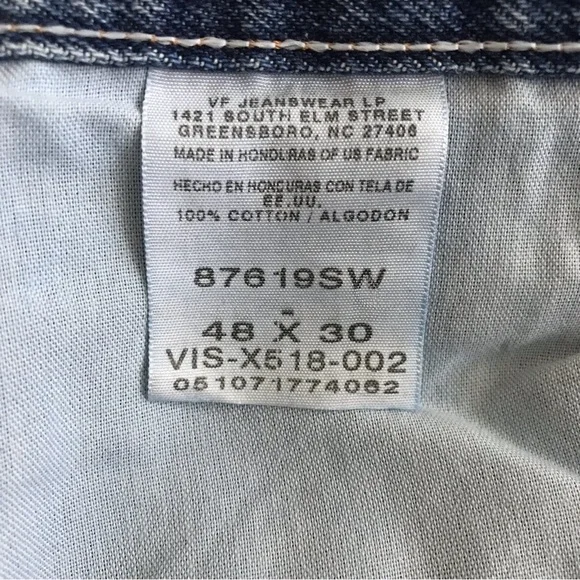 VF JEANSWEAR LP
1421 SOUTH ELM STREET
GREENSBORO, NC 27406
MADE IN HONDURAS OF US FABRIC
HECHO EN HONDURAS CON TELA DE
EE.UU.
100% COTTON / ALGODON
87619SW
-
48 X 30
VIS-X518-002
051071774062